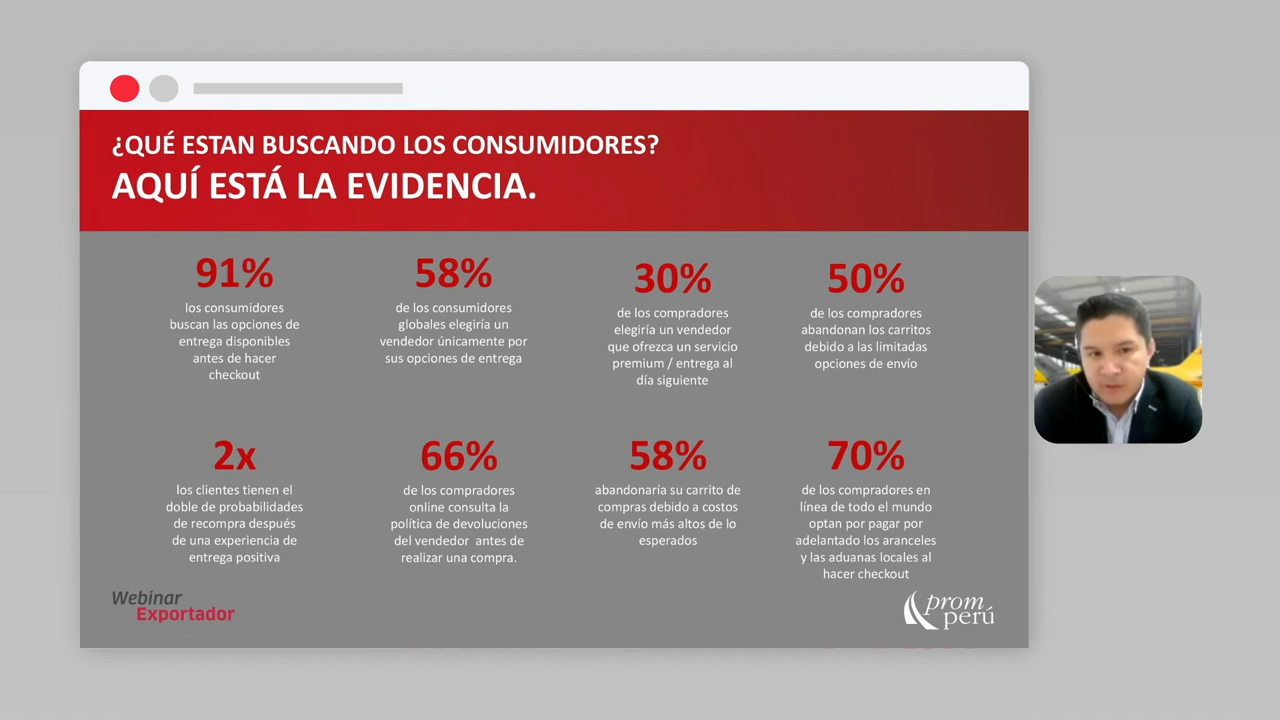 ¿QUÉ ESTAN BUSCANDO LOS CONSUMIDORES?
AQUÍ ESTÁ LA EVIDENCIA.
91%
los consumidores
buscan las opciones de
entrega disponibles
antes de hacer
checkout
58%
de los consumidores
globales elegiría un
vendedor únicamente por
sus opciones de entrega
30%
de los compradores
elegiría un vendedor
que ofrezca un servicio
premium / entrega al
día siguiente
50%
de los compradores
abandonan los carritos
debido a las limitadas
opciones de envío
2x
los clientes tienen el
doble de probabilidades
de recompra después
de una experiencia de
entrega positiva
66%
de los compradores
online consulta la
política de devoluciones
del vendedor antes de
realizar una compra.
58%
abandonaría su carrito de
compras debido a costos
de envío más altos de lo
esperados
70%
de los compradores en
línea de todo el mundo
optan por pagar por
adelantado los aranceles
y las aduanas locales al
hacer checkout
Webinar
Exportador
prom
perú